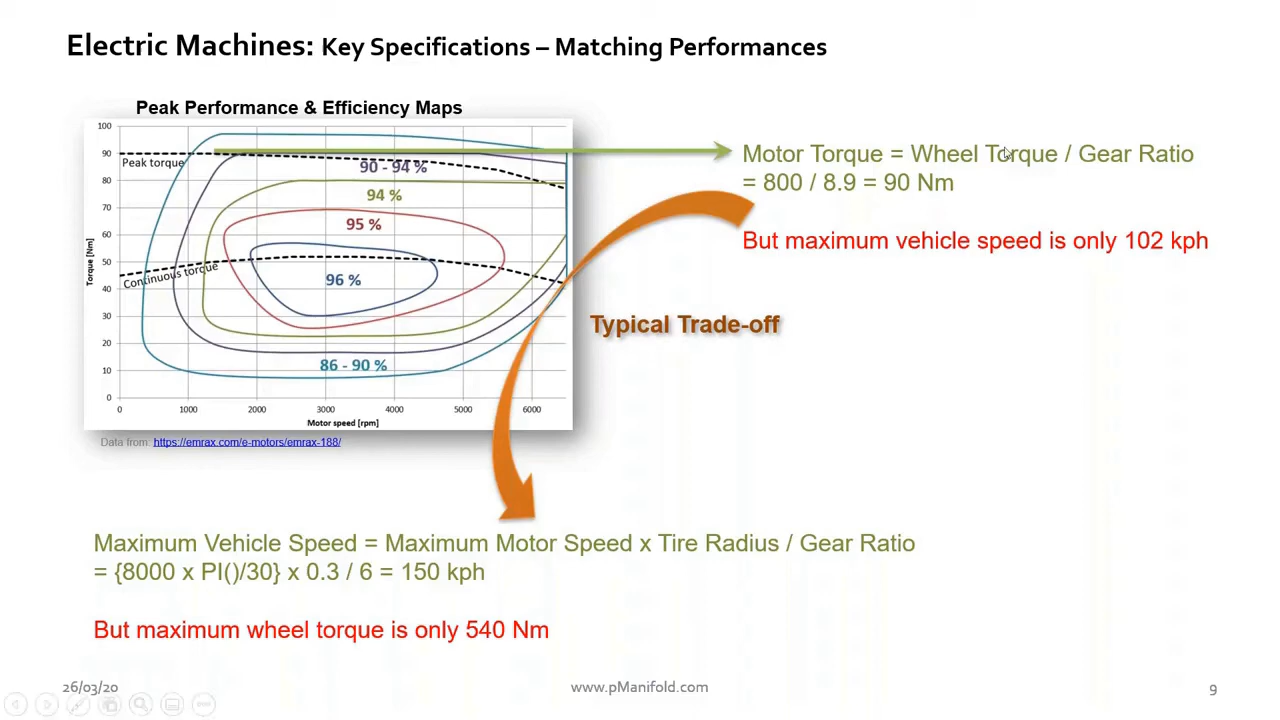 Electric Machines: Key Specifications – Matching Performances
Peak Performance & Efficiency Maps
100
90
80
70
60
50
40
30
20
10
0
Torque [Nm]
Peak torque
90 - 94 %
94 %
95 %
Continuous torque
96 %
86 - 90 %
0 1000 2000 3000 4000 5000 6000
Motor speed [rpm]
Data from: https://emrax.com/e-motors/emrax-188/
Motor Torque = Wheel Torque / Gear Ratio
= 800 / 8.9 = 90 Nm
But maximum vehicle speed is only 102 kph
Typical Trade-off
Maximum Vehicle Speed = Maximum Motor Speed x Tire Radius / Gear Ratio
= {8000 x PI()/30} x 0.3 / 6 = 150 kph
But maximum wheel torque is only 540 Nm
26/03/20
www.pManifold.com
9